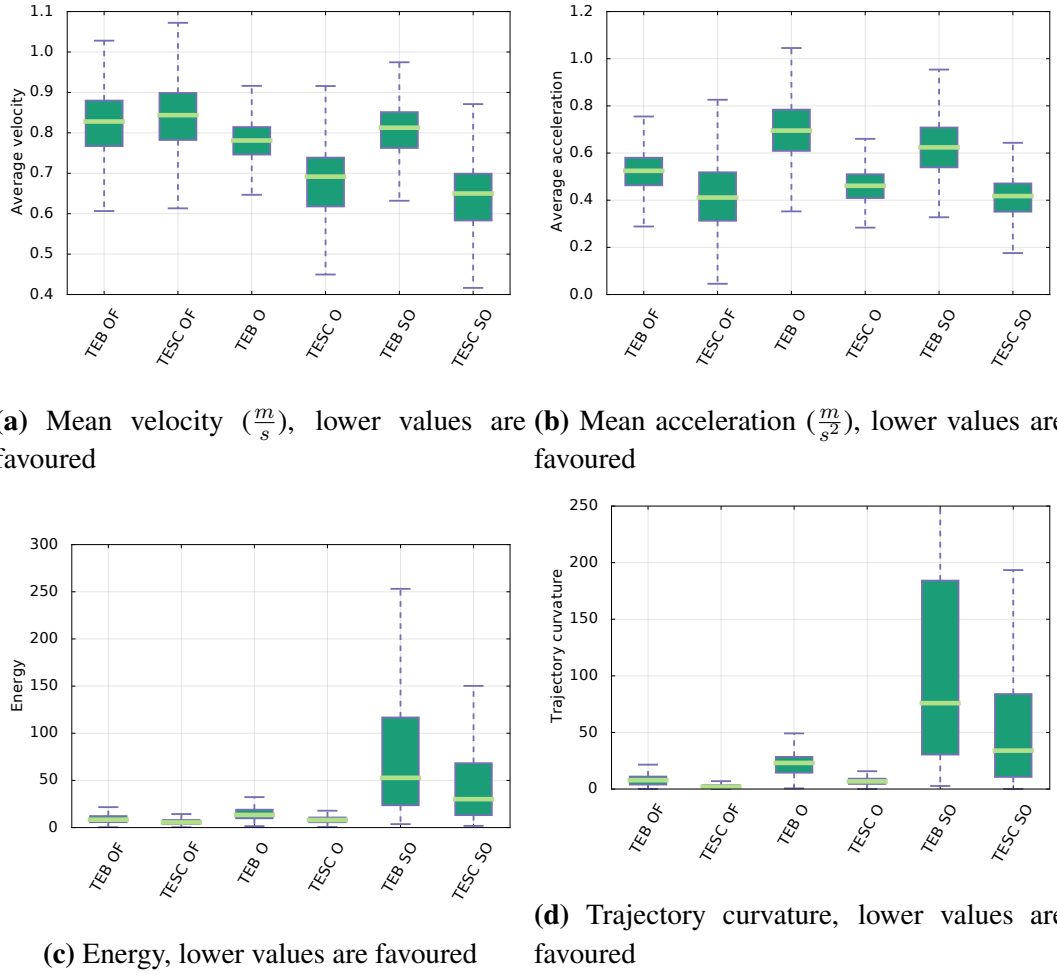 1.1
1.0
0.9
0.8
0.7
0.6
0.5
0.4
Average velocity
TEB OF
TESC OF
TEB O
TESC O
TEB SO
TESC SO
1.2
1.0
0.8
0.6
0.4
0.2
0.0
Average acceleration
TEB OF
TESC OF
TEB O
TESC O
TEB SO
TESC SO
(a) Mean velocity (m/s), lower values are
favoured
(b) Mean acceleration (m/s²), lower values are
favoured
300
250
200
150
100
50
0
Energy
TEB OF
TESC OF
TEB O
TESC O
TEB SO
TESC SO
250
200
150
100
50
0
Trajectory curvature
TEB OF
TESC OF
TEB O
TESC O
TEB SO
TESC SO
(c) Energy, lower values are favoured
(d) Trajectory curvature, lower values are
favoured